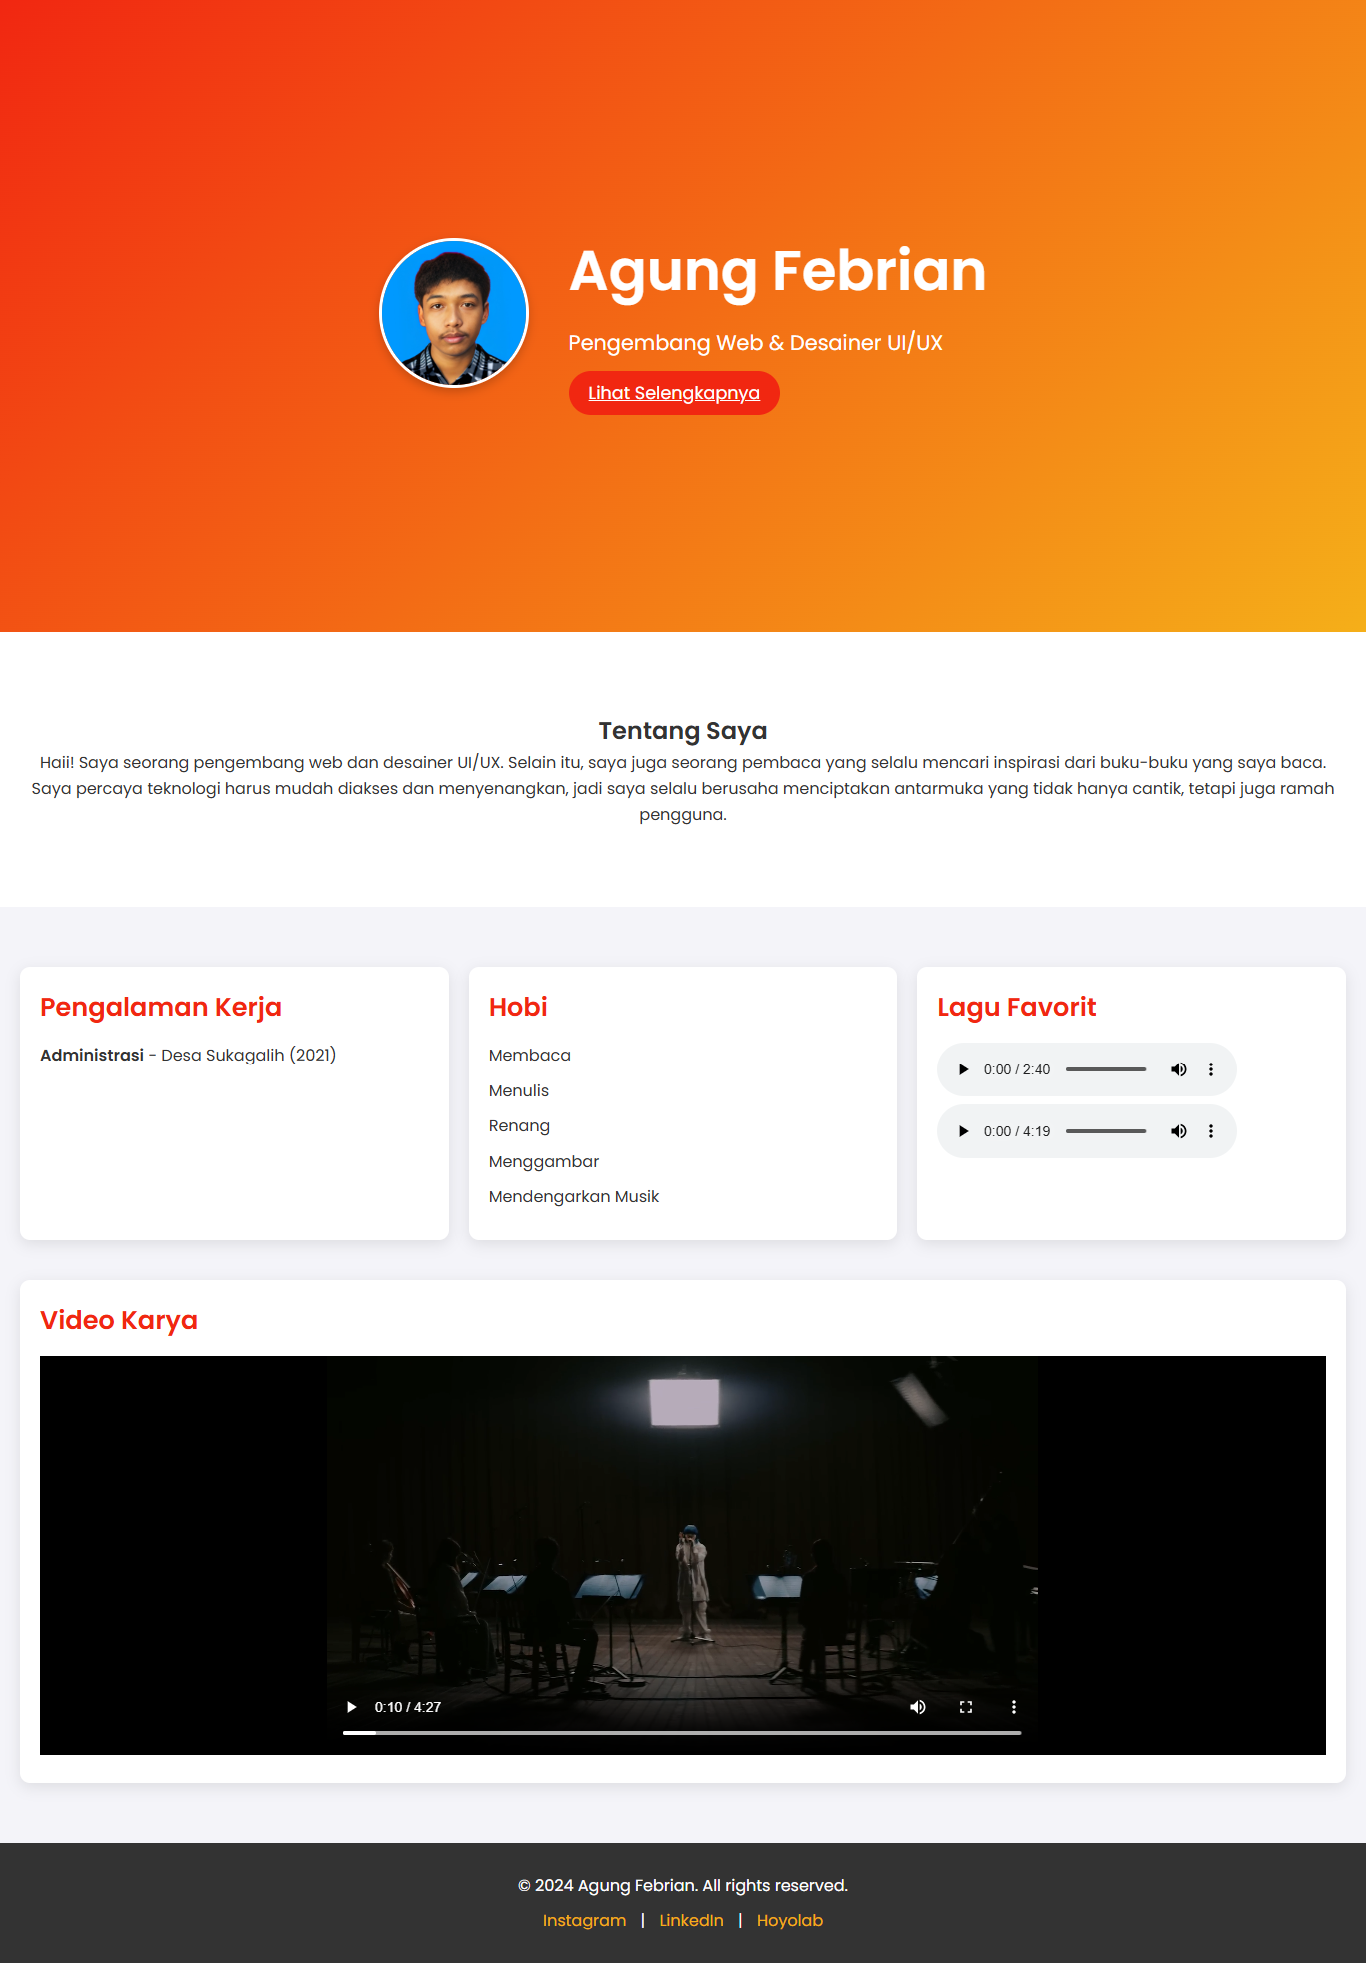 Agung Febrian
Pengembang Web & Desainer UI/UX
Lihat Selengkapnya
Tentang Saya
Haii! Saya seorang pengembang web dan desainer UI/UX. Selain itu, saya juga seorang pembaca yang selalu mencari inspirasi dari buku-buku yang saya baca.
Saya percaya teknologi harus mudah diakses dan menyenangkan, jadi saya selalu berusaha menciptakan antarmuka yang tidak hanya cantik, tetapi juga ramah
pengguna.
Pengalaman Kerja
Administrasi - Desa Sukagalih (2021)
Hobi
Membaca
Menulis
Renang
Menggambar
Mendengarkan Musik
Lagu Favorit
0:00 / 2:40
0:00 / 4:19
Video Karya
0:10 / 4:27
© 2024 Agung Febrian. All rights reserved.
Instagram | LinkedIn | Hoyolab